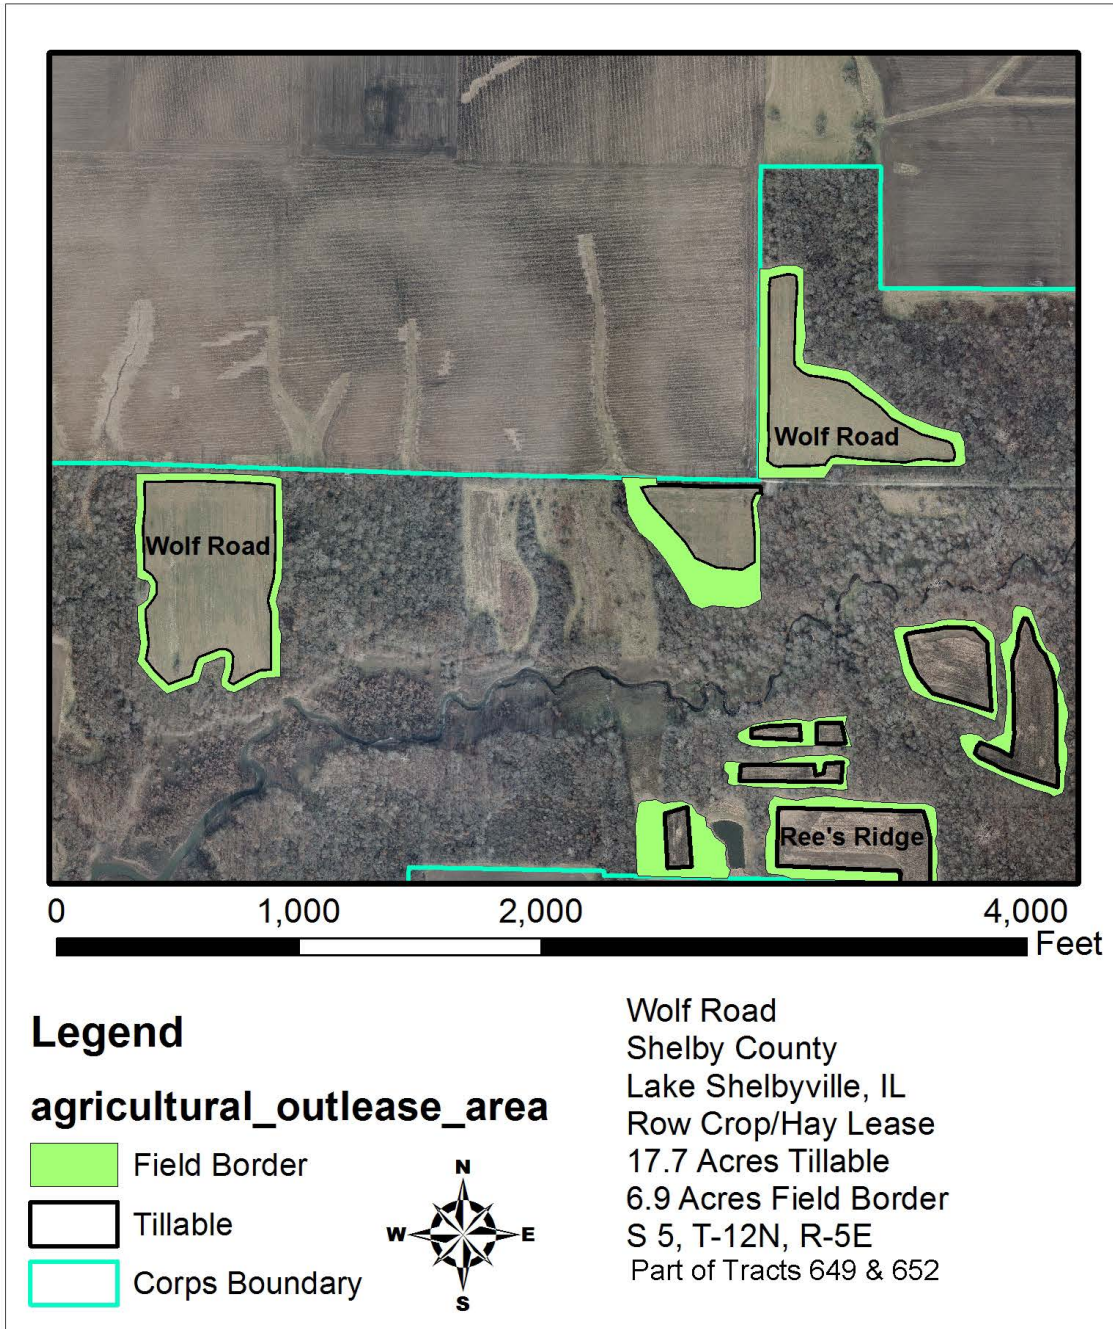 Wolf Road
Wolf Road
Ree's Ridge
0 1,000 2,000 4,000
Feet
Legend
agricultural_outlease_area
Field Border
Tillable
Corps Boundary
N
W E
S
Wolf Road
Shelby County
Lake Shelbyville, IL
Row Crop/Hay Lease
17.7 Acres Tillable
6.9 Acres Field Border
S 5, T-12N, R-5E
Part of Tracts 649 & 652